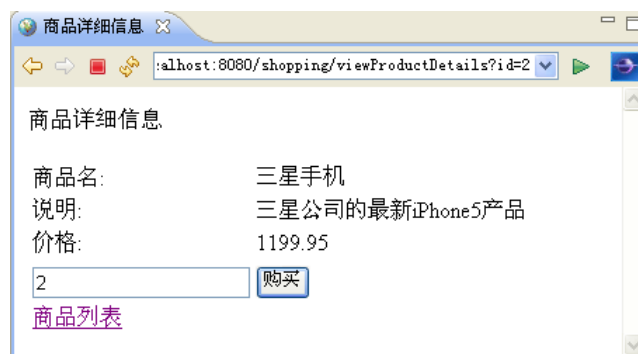 商品详细信息
:alhost:8080/shopping/viewProductDetails?id=2
商品详细信息
商品名: 三星手机
说明: 三星公司的最新iPhone5产品
价格: 1199.95
2 购买
商品列表